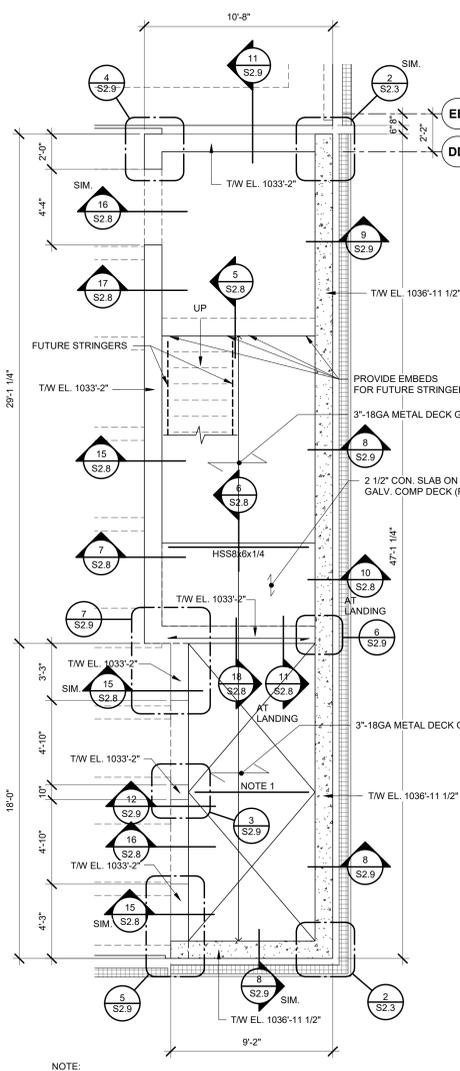 10'-8"
11
S2.9
SIM.
4
S2.9
2
S2.3
6"
8"
2'-2"
2'-0"
T/W EL. 1033'-2"
4'-4"
SIM.
16
S2.8
9
S2.9
17
S2.8
5
S2.8
T/W EL. 1036'-11 1/2"
UP
FUTURE STRINGERS
T/W EL. 1033'-2"
PROVIDE EMBEDS
FOR FUTURE
3"-18GA METAL DECK
29'-1 1/4"
15
S2.8
8
S2.9
6
S2.8
2 1/2" CON. SLAB ON
GALV. COMP DECK
47'-1 1/4"
7
S2.8
HSS8x6x1/4
10
S2.8
T/W EL. 1033'-2"
AT
LANDING
7
S2.9
6
S2.9
3'-3"
T/W EL. 1033'-2"
SIM.
15
S2.8
18
S2.8
11
S2.8
AT
LANDING
3"-18GA METAL DECK
4'-10"
T/W EL. 1033'-2"
NOTE 1
T/W EL. 1036'-11 1/2"
18'-0"
10"
12
S2.9
3
S2.9
16
S2.8
4'-10"
T/W EL. 1033'-2"
8
S2.9
4'-3"
15
S2.8
SIM.
5
S2.9
8
S2.9
SIM.
2
S2.3
T/W EL. 1036'-11 1/2"
9'-2"
NOTE: